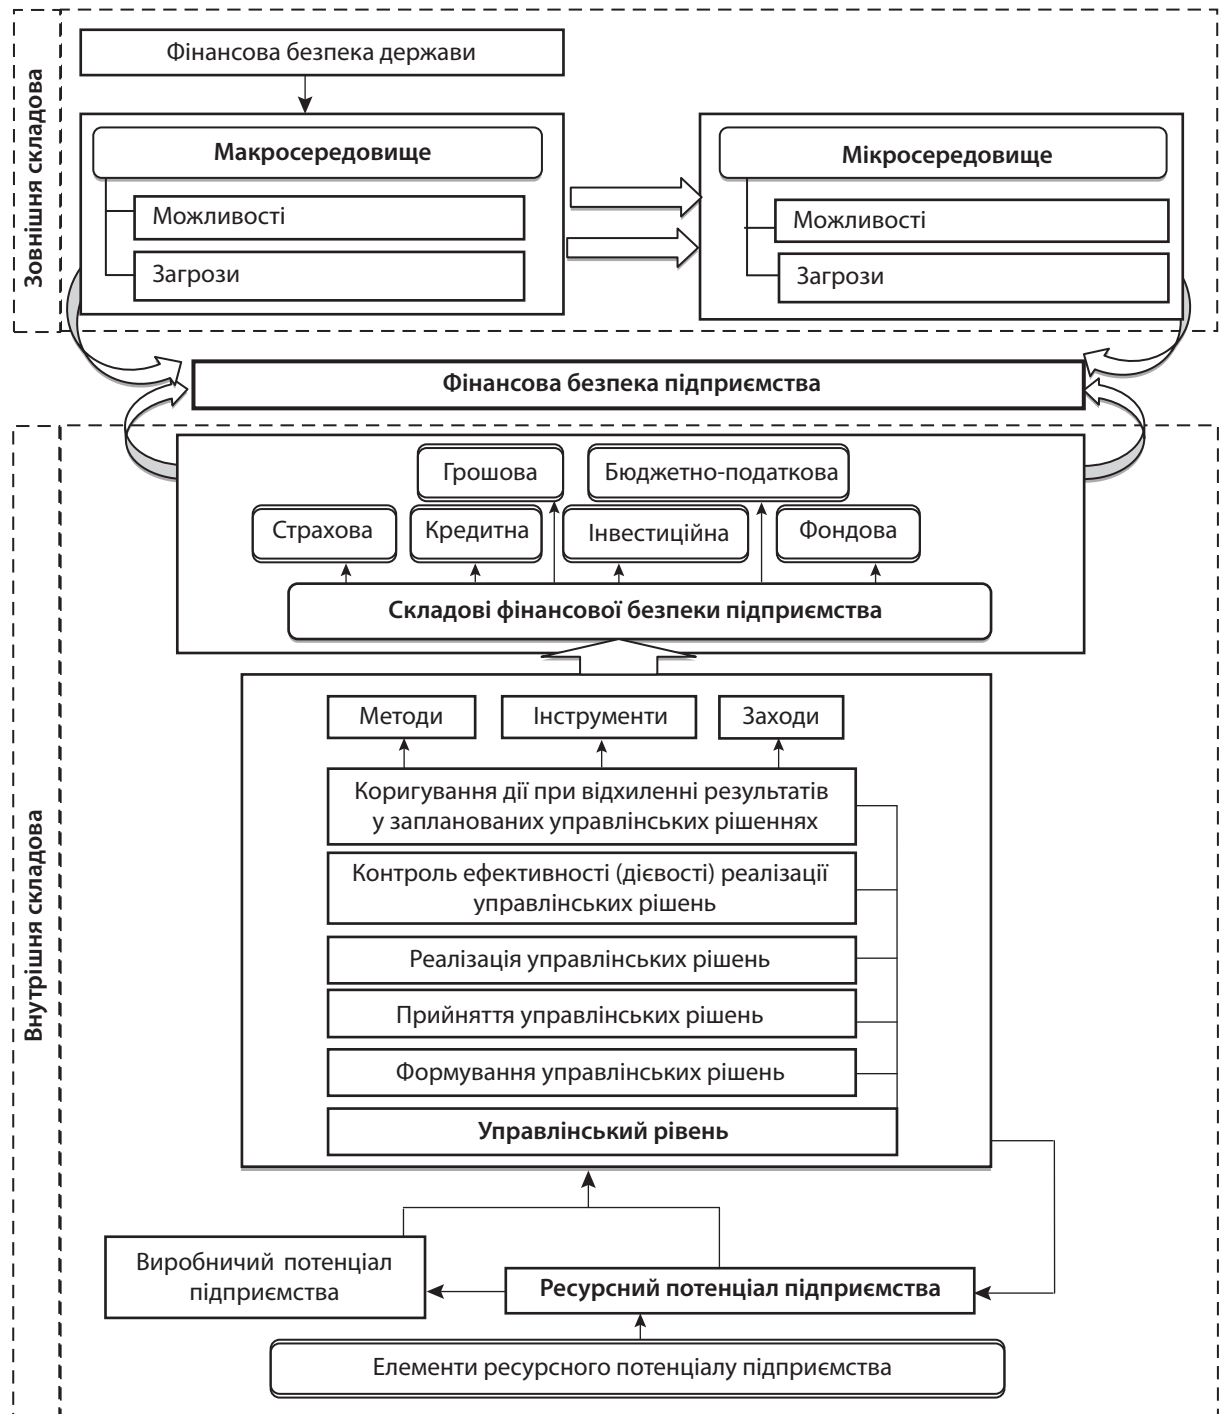 Зовнішня складова
Фінансова безпека держави
Макросередовище
Можливості
Загрози
Мікросередовище
Можливості
Загрози
Фінансова безпека підприємства
Внутрішня складова
Грошова
Бюджетно-податкова
Страхова
Кредитна
Інвестиційна
Фондова
Складові фінансової безпеки підприємства
Методи
Інструменти
Заходи
Коригування дії при відхиленні результатів
у запланованих управлінських рішеннях
Контроль ефективності (дієвості) реалізації
управлінських рішень
Реалізація управлінських рішень
Прийняття управлінських рішень
Формування управлінських рішень
Управлінський рівень
Виробничий потенціал
підприємства
Ресурсний потенціал підприємства
Елементи ресурсного потенціалу підприємства